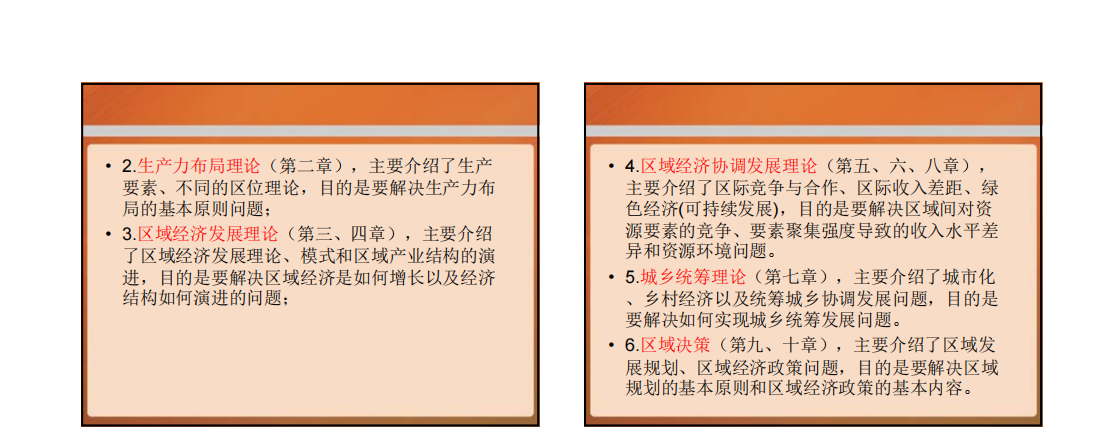 • 2.生产力布局理论（第二章），主要介绍了生产
要素、不同的区位理论，目的是要解决生产力布
局的基本原则问题；
• 3.区域经济发展理论（第三、四章），主要介绍
了区域经济发展理论、模式和区域产业结构的演
进，目的是要解决区域经济是如何增长以及经济
结构如何演进的问题；
• 4.区域经济协调发展理论（第五、六、八章），
主要介绍了区际竞争与合作、区际收入差距、绿
色经济(可持续发展)，目的是要解决区域间对资
源要素的竞争、要素聚集强度导致的收入水平差
异和资源环境问题。
• 5.城乡统筹理论（第七章），主要介绍了城市化
、乡村经济以及统筹城乡协调发展问题，目的是
要解决如何实现城乡统筹发展问题。
• 6.区域决策（第九、十章），主要介绍了区域发
展规划、区域经济政策问题，目的是要解决区域
规划的基本原则和区域经济政策的基本内容。